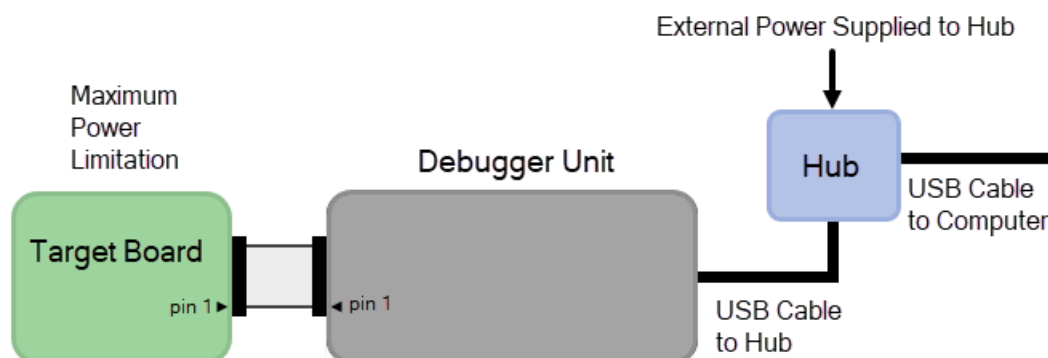 External Power Supplied to Hub
Maximum
Power
Limitation
Debugger Unit
Hub
USB Cable
to Computer
Target Board
pin 1
pin 1
USB Cable
to Hub